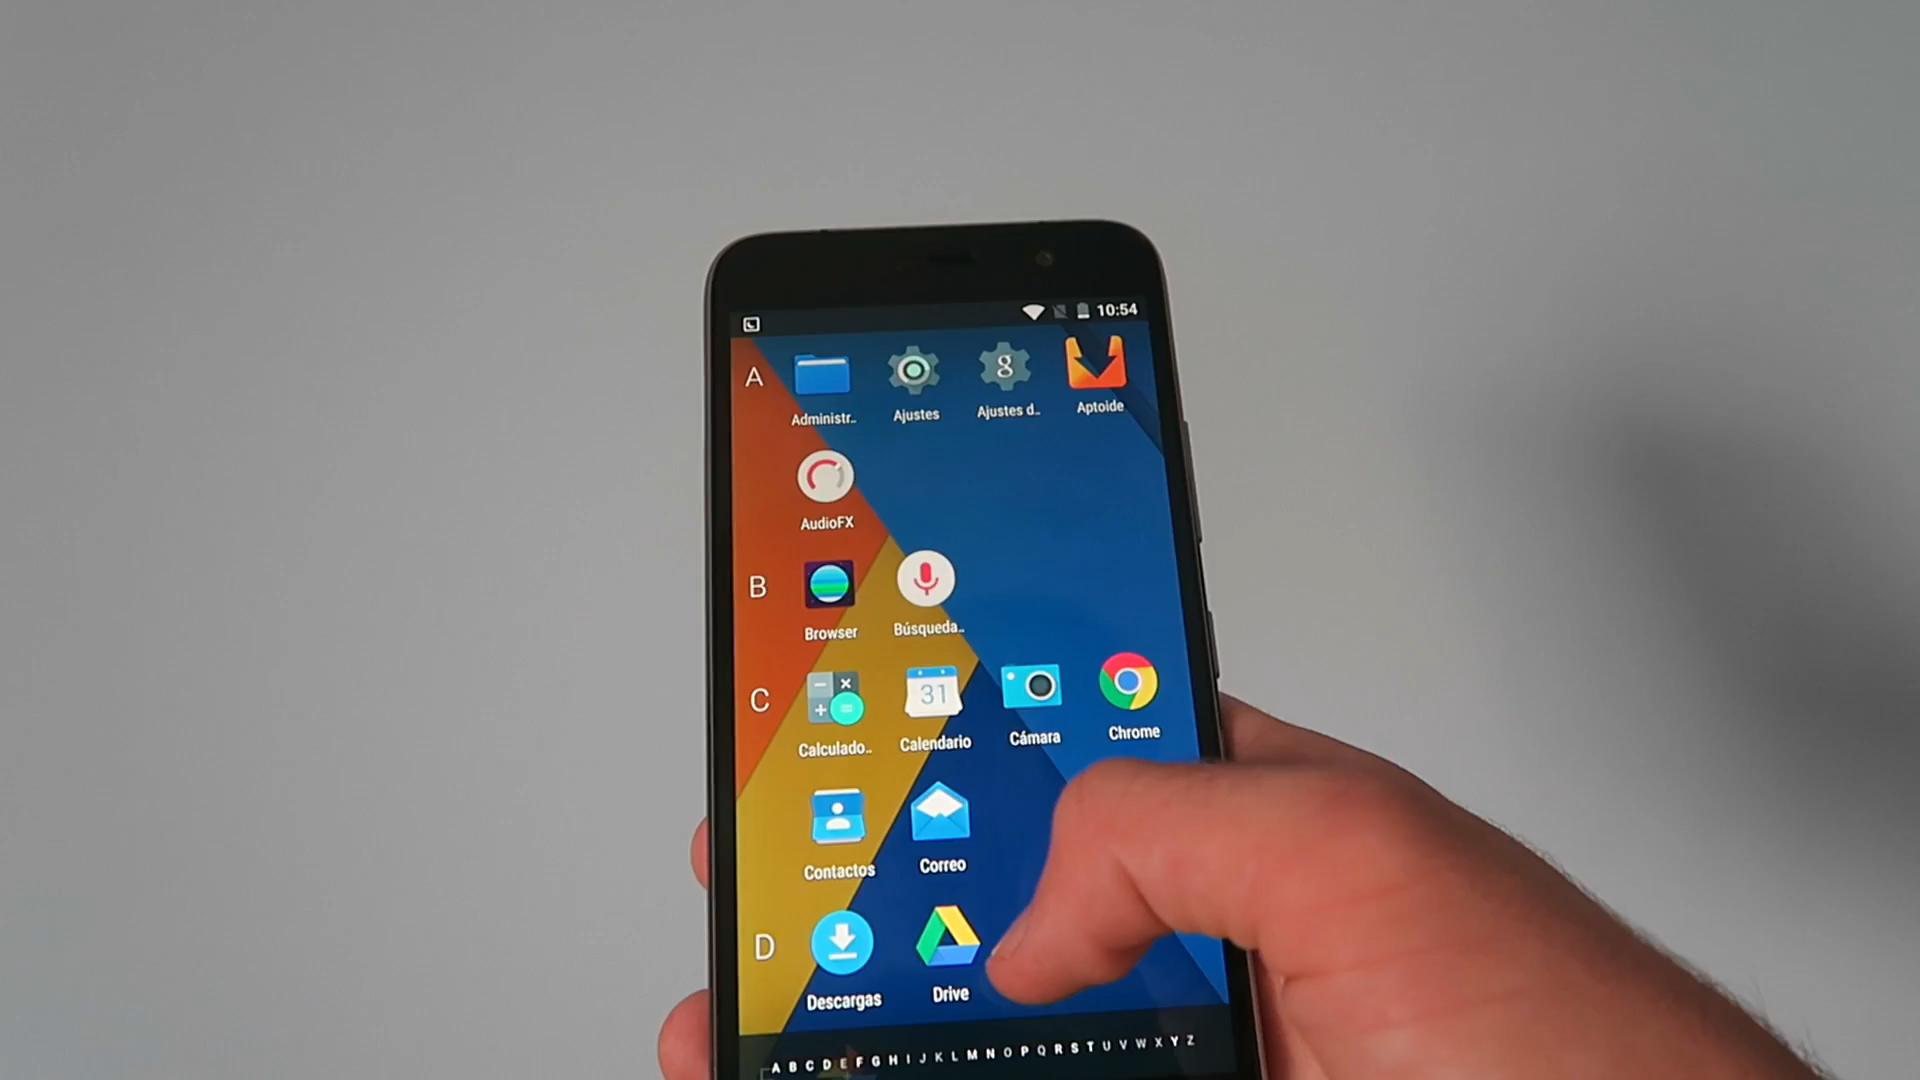 10:54
A
Administr..
Ajustes
Ajustes d..
Aptoide
AudioFX
B
Browser
Búsqueda..
C
Calculado..
31
Calendario
Cámara
Chrome
Contactos
Correo
D
Descargas
Drive
A B C D E F G H I J K L M N O P Q R S T U V W X Y Z